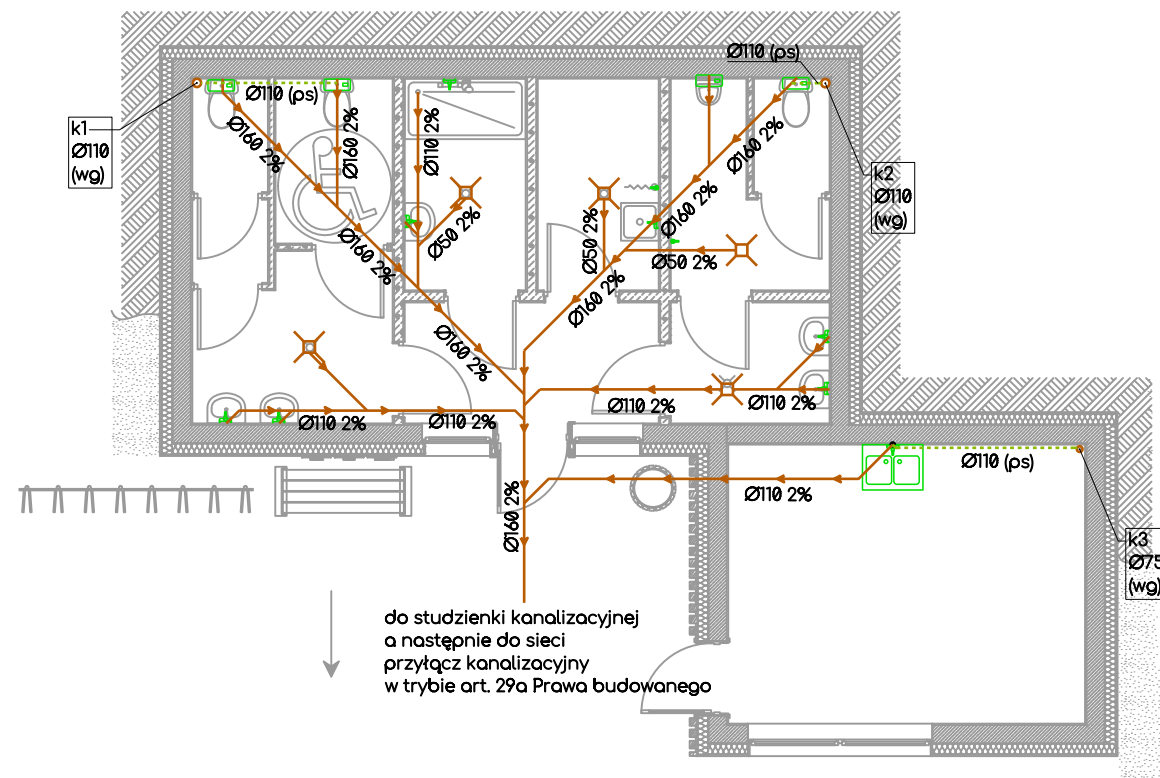 Ø110 (ps)
Ø110 (ps)
k1
Ø110
(wg)
Ø160 2%
Ø160 2%
Ø110 2%
Ø160 2%
k2
Ø110
(wg)
Ø160 2%
Ø50 2%
Ø50 2%
Ø50 2%
Ø160 2%
Ø160 2%
Ø160 2%
Ø110 2%
Ø110 2%
Ø110 2%
Ø110 2%
Ø110 (ps)
Ø110 2%
Ø160 2%
k3
Ø75
(wg)
do studzienki kanalizacyjnej
a następnie do sieci
przyłącz kanalizacyjny
w trybie art. 29a Prawa budowanego